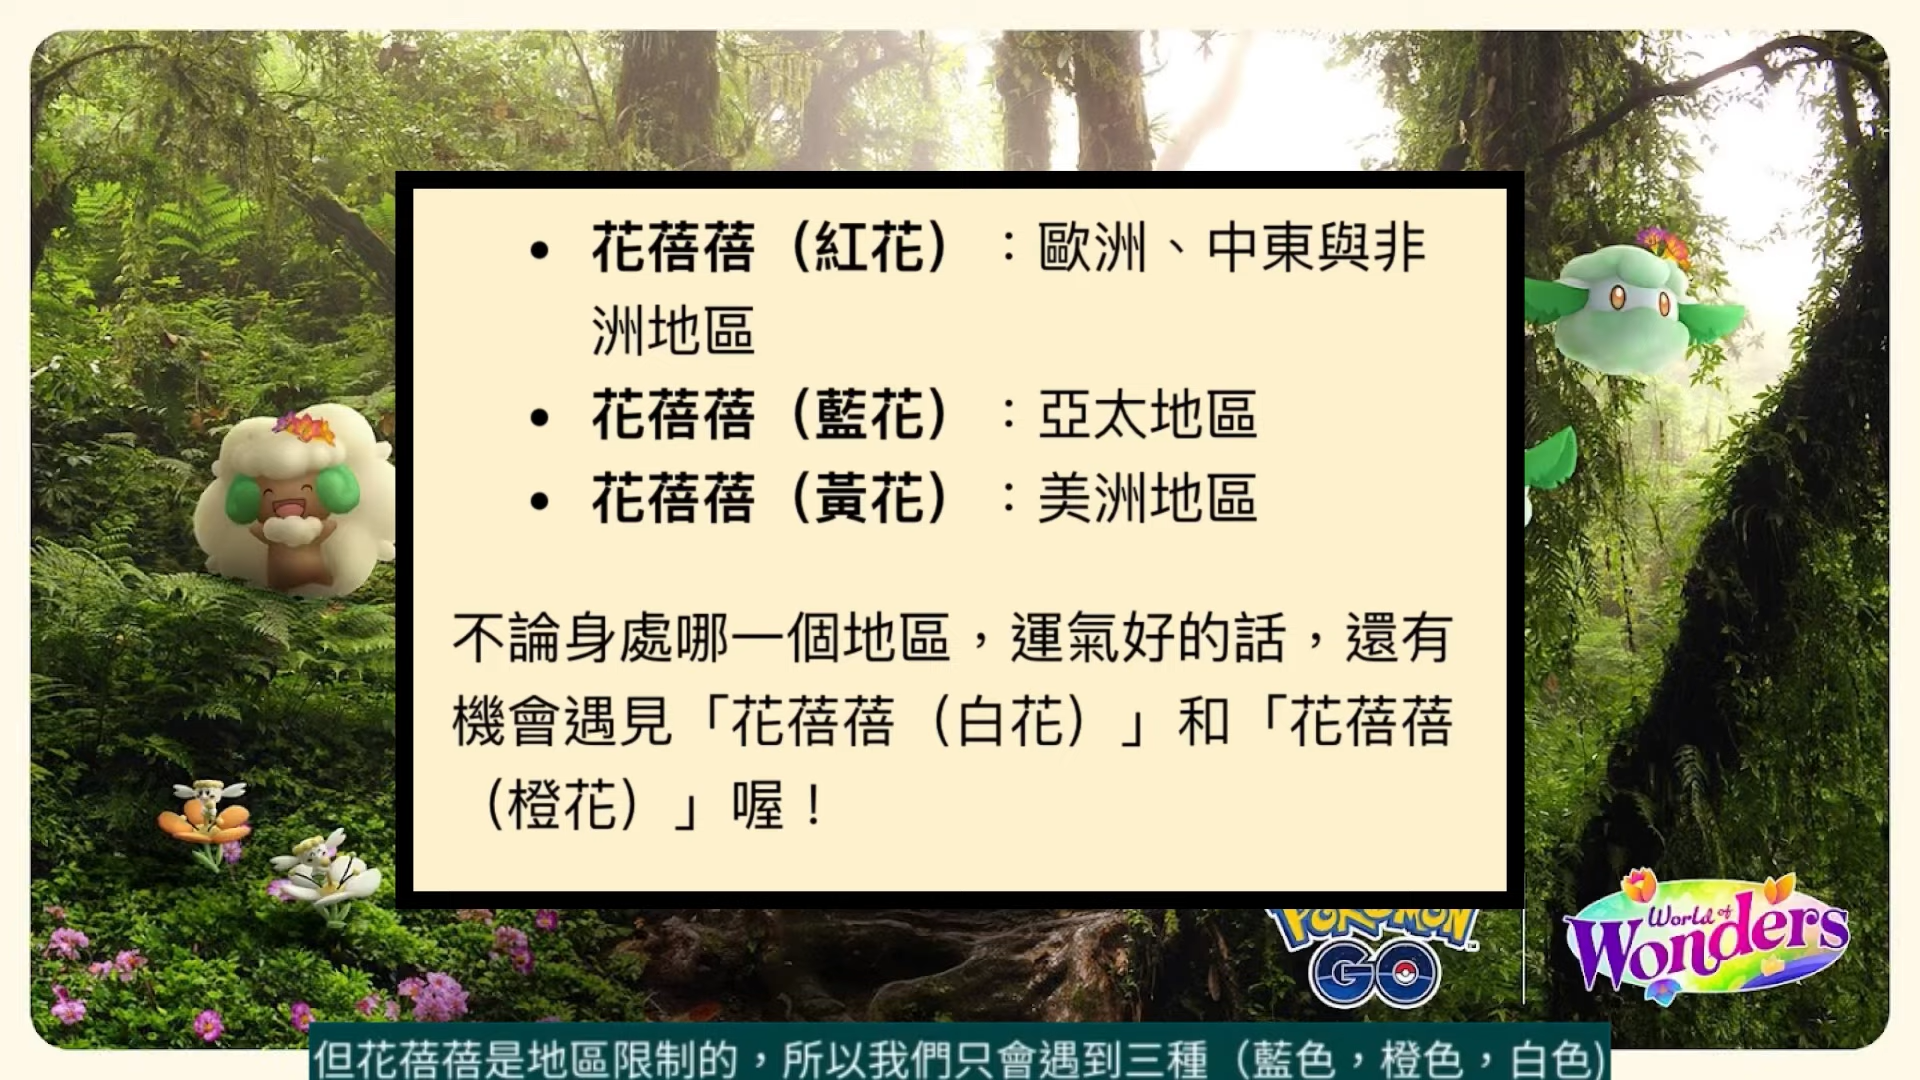 • 花蓓蓓（紅花）：歐洲、中東與非
洲地區
• 花蓓蓓（藍花）：亞太地區
• 花蓓蓓（黃花）：美洲地區
不論身處哪一個地區，運氣好的話，還有
機會遇見「花蓓蓓（白花）」和「花蓓蓓
（橙花）」喔！
POKÉMON
GO
World of
Wonders
但花蓓蓓是地區限制的，所以我們只會遇到三種（藍色，橙色，白色)